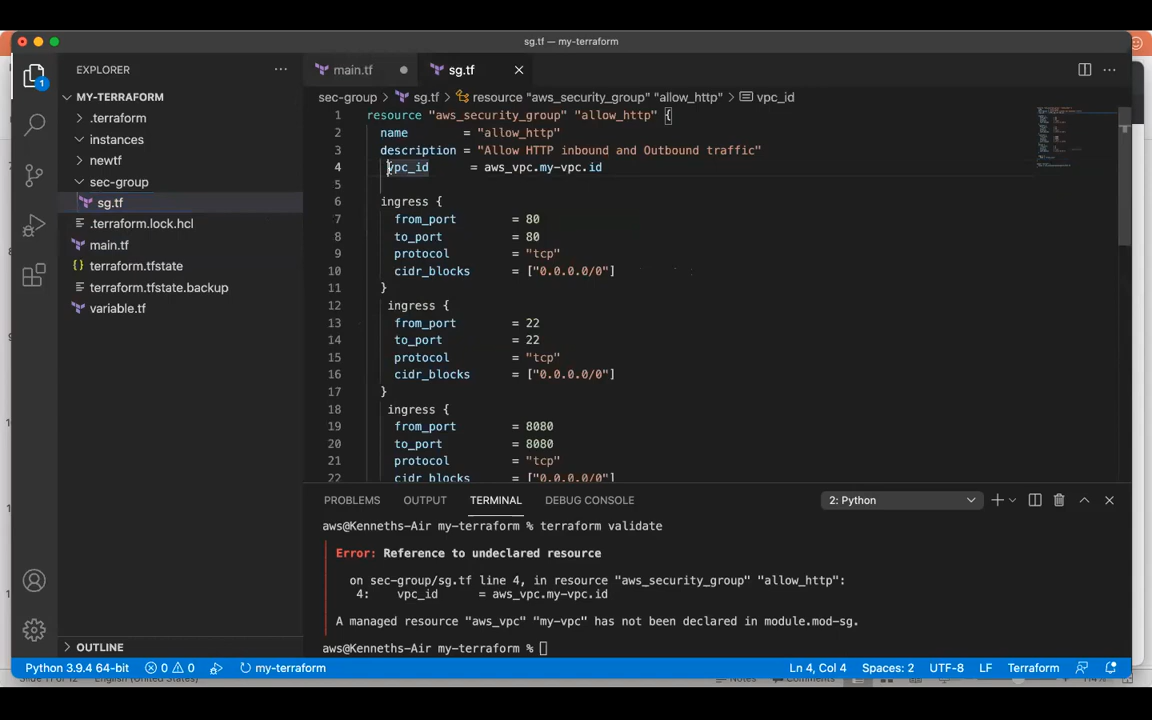 sg.tf — my-terraform
EXPLORER
main.tf
sg.tf
MY-TERRAFORM
.terraform
instances
newtf
sec-group
sg.tf
.terraform.lock.hcl
main.tf
terraform.tfstate
terraform.tfstate.backup
variable.tf
OUTLINE
1
sec-group > sg.tf > resource "aws_security_group" "allow_http" > vpc_id
1 resource "aws_security_group" "allow_http" {
2 name = "allow_http"
3 description = "Allow HTTP inbound and Outbound traffic"
4 vpc_id = aws_vpc.my-vpc.id
5
6 ingress {
7 from_port = 80
8 to_port = 80
9 protocol = "tcp"
10 cidr_blocks = ["0.0.0.0/0"]
11 }
12 ingress {
13 from_port = 22
14 to_port = 22
15 protocol = "tcp"
16 cidr_blocks = ["0.0.0.0/0"]
17 }
18 ingress {
19 from_port = 8080
20 to_port = 8080
21 protocol = "tcp"
22 cidr_blocks = ["0.0.0.0/0"]
PROBLEMS OUTPUT TERMINAL DEBUG CONSOLE 2: Python
aws@Kenneths-Air my-terraform % terraform validate
Error: Reference to undeclared resource
on sec-group/sg.tf line 4, in resource "aws_security_group" "allow_http":
4: vpc_id = aws_vpc.my-vpc.id
A managed resource "aws_vpc" "my-vpc" has not been declared in module.mod-sg.
aws@Kenneths-Air my-terraform %
Python 3.9.4 64-bit 0 0 my-terraform Ln 4, Col 4 Spaces: 2 UTF-8 LF Terraform